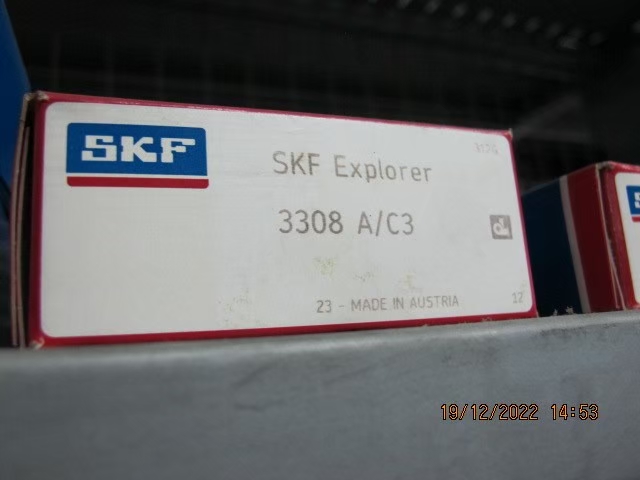 SKF
SKF Explorer
3308 A/C3
23 - MADE IN AUSTRIA
12
19/12/2022 14:53